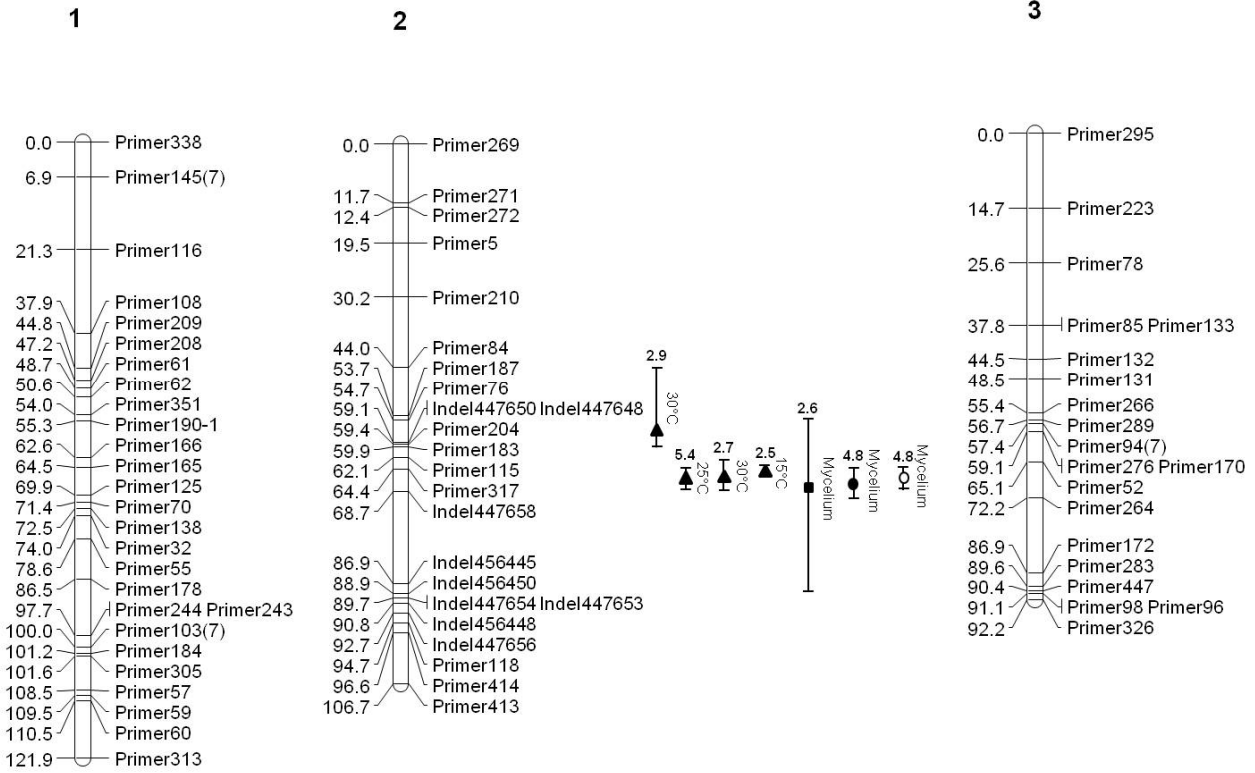 1
0.0 Primer338
6.9 Primer145(7)
21.3 Primer116
37.9 Primer108
44.8 Primer209
47.2 Primer208
48.7 Primer61
50.6 Primer62
54.0 Primer351
55.3 Primer190-1
62.6 Primer166
64.5 Primer165
69.9 Primer125
71.4 Primer70
72.5 Primer138
74.0 Primer32
78.6 Primer55
86.5 Primer178
97.7 Primer244 Primer243
100.0 Primer103(7)
101.2 Primer184
101.6 Primer305
108.5 Primer57
109.5 Primer59
110.5 Primer60
121.9 Primer313
2
0.0 Primer269
11.7 Primer271
12.4 Primer272
19.5 Primer5
30.2 Primer210
44.0 Primer84
53.7 Primer187
54.7 Primer76
59.1 Indel447650 Indel447648
59.4 Primer204
59.9 Primer183
62.1 Primer115
64.4 Primer317
68.7 Indel447658
86.9 Indel456445
88.9 Indel456450
89.7 Indel447654 Indel447653
90.8 Indel456448
92.7 Indel447656
94.7 Primer118
96.6 Primer414
106.7 Primer413
2.9
30°C
5.4
25°C
2.7
30°C
2.5
15°C
2.6
Mycelium
4.8
Mycelium
4.8
Mycelium
3
0.0 Primer295
14.7 Primer223
25.6 Primer78
37.8 Primer85 Primer133
44.5 Primer132
48.5 Primer131
55.4 Primer266
56.7 Primer289
57.4 Primer94(7)
59.1 Primer276 Primer170
65.1 Primer52
72.2 Primer264
86.9 Primer172
89.6 Primer283
90.4 Primer447
91.1 Primer98 Primer96
92.2 Primer326